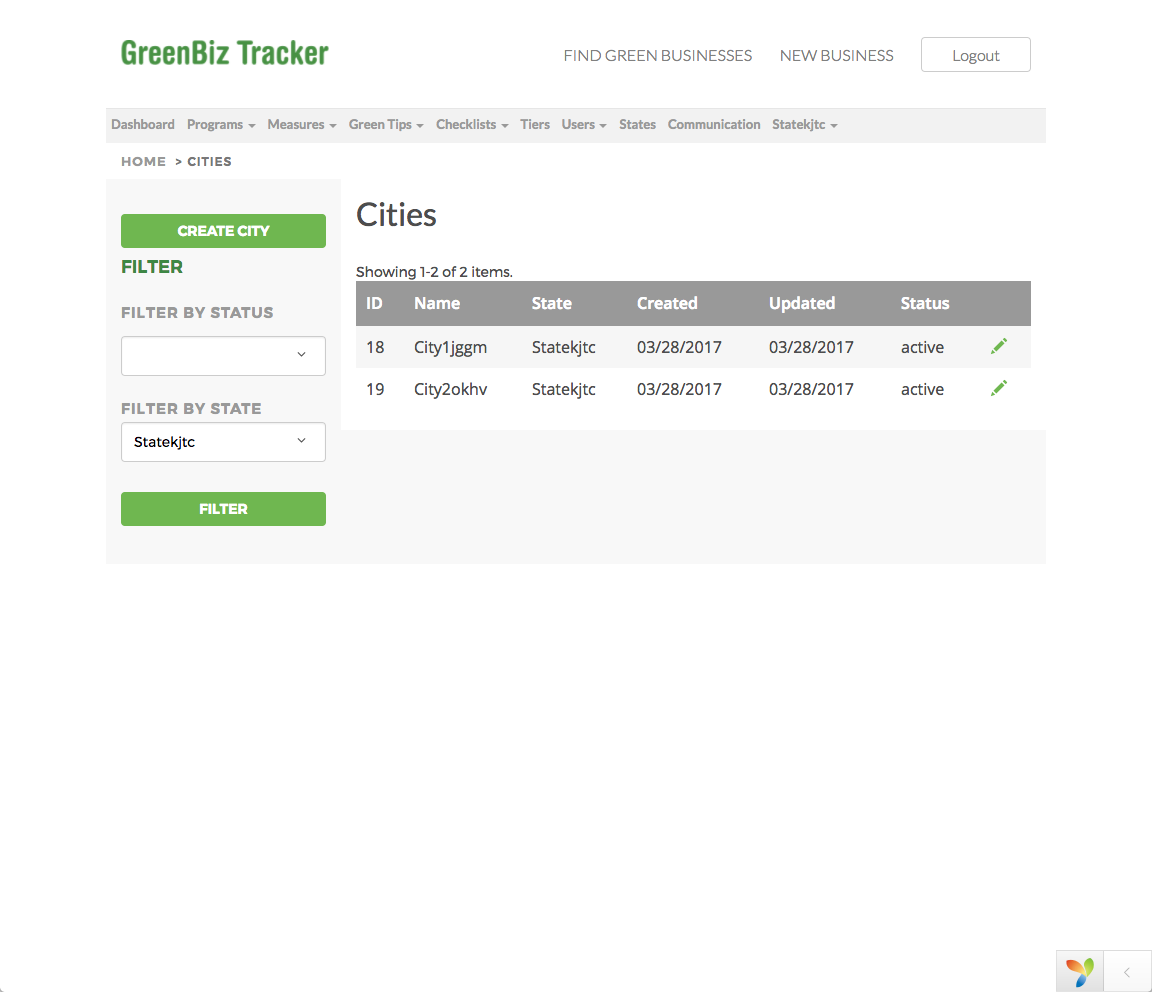 GreenBiz Tracker
FIND GREEN BUSINESSES NEW BUSINESS Logout
Dashboard Programs Measures Green Tips Checklists Tiers Users States Communication Statekjtc
HOME > CITIES
CREATE CITY
FILTER
FILTER BY STATUS
FILTER BY STATE
Statekjtc
FILTER
Cities
Showing 1-2 of 2 items.
ID Name State Created Updated Status
18 City1jggm Statekjtc 03/28/2017 03/28/2017 active
19 City2okhv Statekjtc 03/28/2017 03/28/2017 active